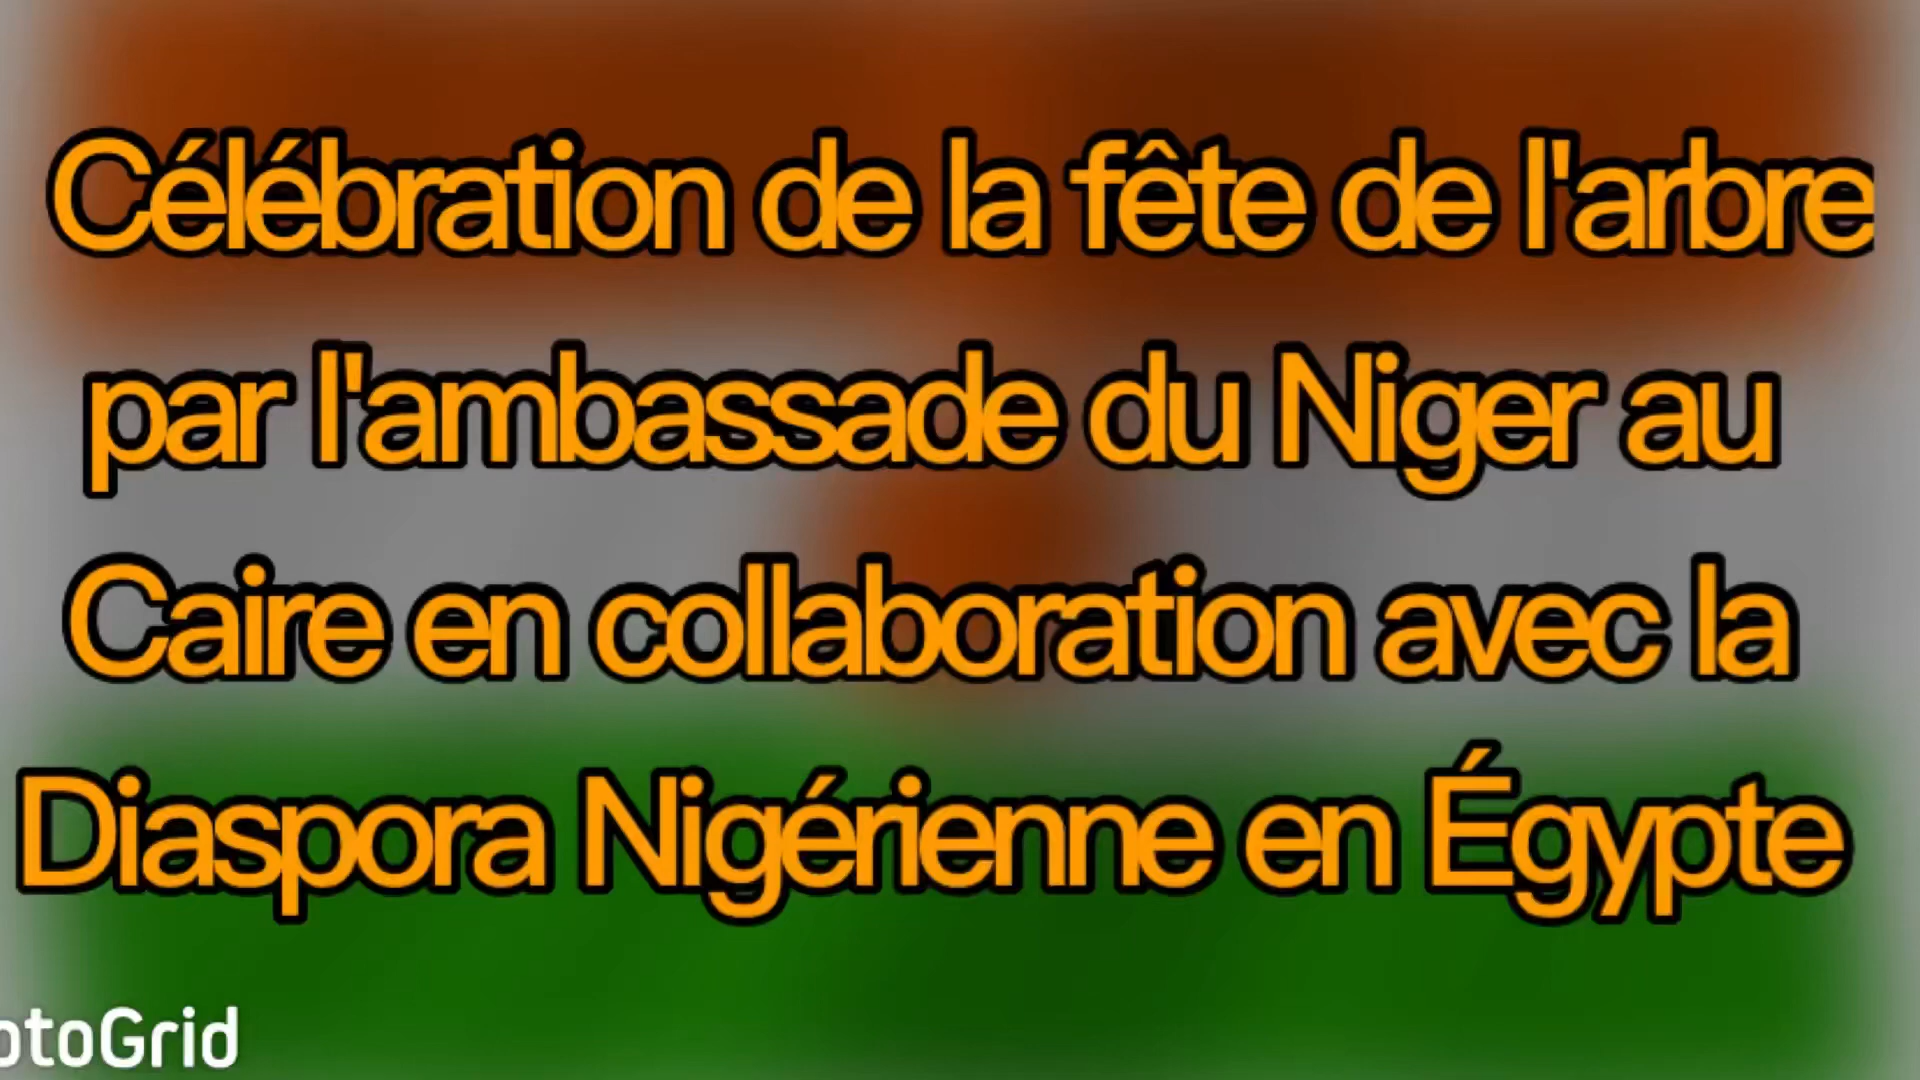 Célébration de la fête de l'arbre
par l'ambassade du Niger au
Caire en collaboration avec la
Diaspora Nigérienne en Égypte
otoGrid